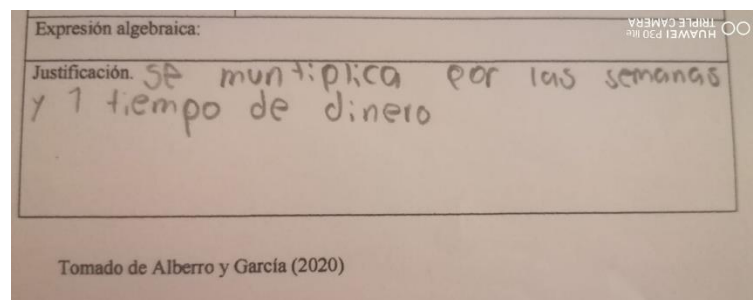 Expresión algebraica:
HUAWEI P30 lite
TRIPLE CAMERA
Justificación. Se muntiplica por las semanas
y 1 tiempo de dinero
Tomado de Alberro y García (2020)